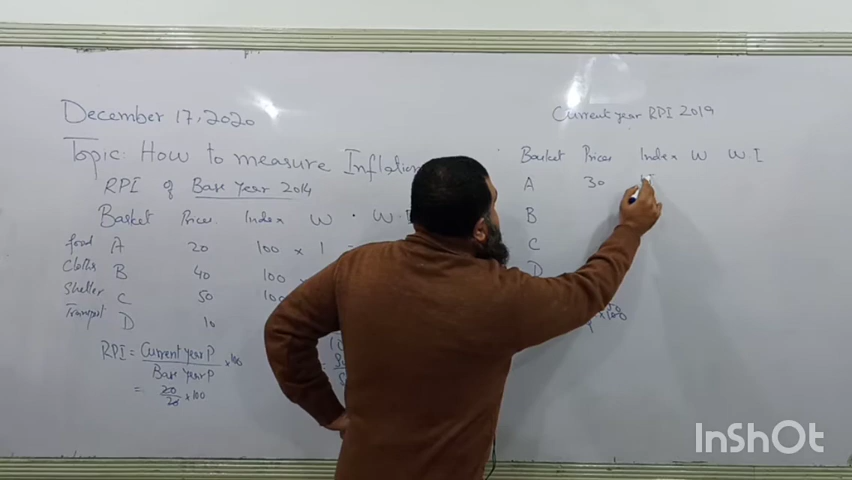 December 17, 2020
Topic: How to measure Inflation
RPI of Base Year 2014
Basket Price Index W . W.I
food A 20 100 x 1 =
Cloths B 40 100
Shelter C 50 100
Transport D 10
RPI = Current year P / Base Year P x 100
= 20 / 20 x 100
Current year RPI 2019
Basket Prices Index W W.I
A 30
B
C
D
InShOt